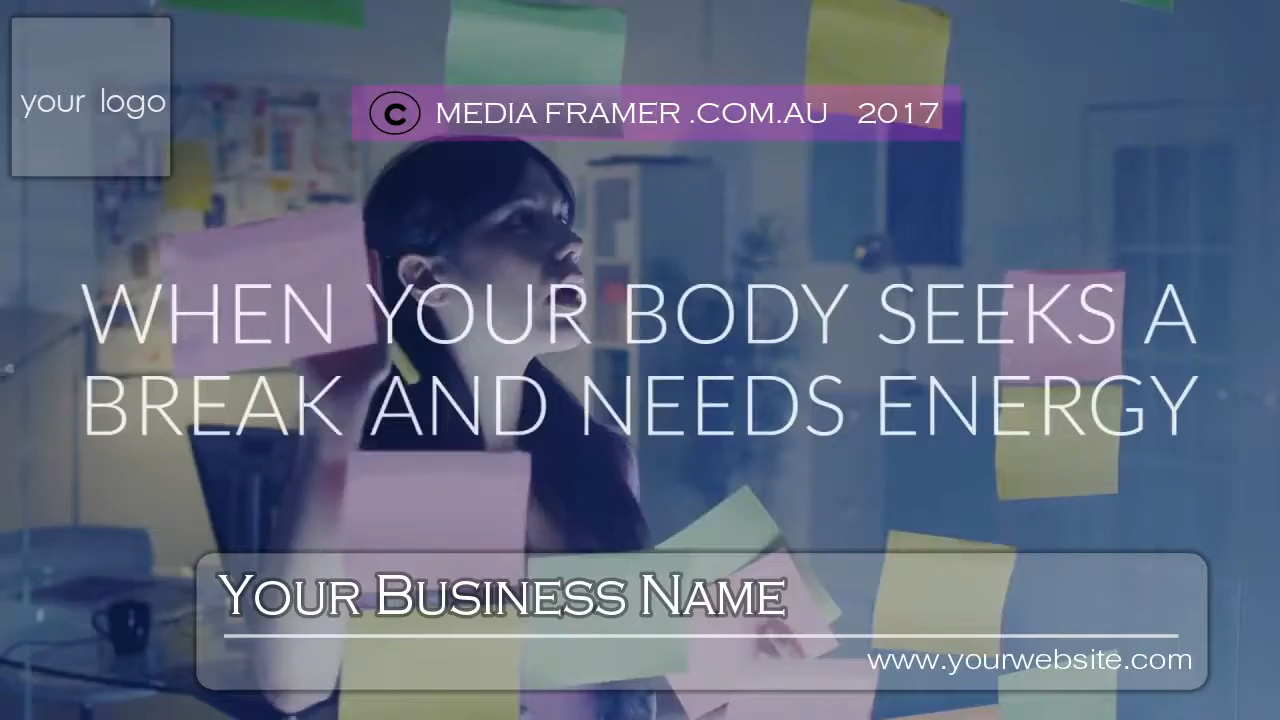 your logo
C MEDIA FRAMER .COM.AU 2017
WHEN YOUR BODY SEEKS A
BREAK AND NEEDS ENERGY
YOUR BUSINESS NAME
www.yourwebsite.com